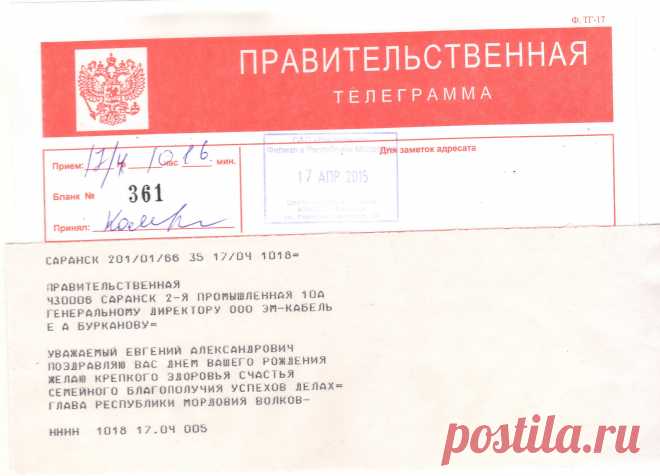 Ф. ТГ-17
ПРАВИТЕЛЬСТВЕННАЯ
ТЕЛЕГРАММА
Прием: 17/4 час 10 16 мин.
Для заметок адресата
Филиал в Республике
17 АПР 2015
Бланк № 361
Принял:
САРАНСК 201/01/66 35 17/04 1018=
ПРАВИТЕЛЬСТВЕННАЯ
430006 САРАНСК 2-Я ПРОМЫШЛЕННАЯ 10А
ГЕНЕРАЛЬНОМУ ДИРЕКТОРУ ООО ЭМ-КАБЕЛЬ
Е А БУРКАНОВУ=
УВАЖАЕМЫЙ ЕВГЕНИЙ АЛЕКСАНДРОВИЧ
ПОЗДРАВЛЯЮ ВАС ДНЕМ ВАШЕГО РОЖДЕНИЯ
ЖЕЛАЮ КРЕПКОГО ЗДОРОВЬЯ СЧАСТЬЯ
СЕМЕЙНОГО БЛАГОПОЛУЧИЯ УСПЕХОВ ДЕЛАХ=
ГЛАВА РЕСПУБЛИКИ МОРДОВИЯ ВОЛКОВ-
НННН 1018 17.04 005
postila.ru